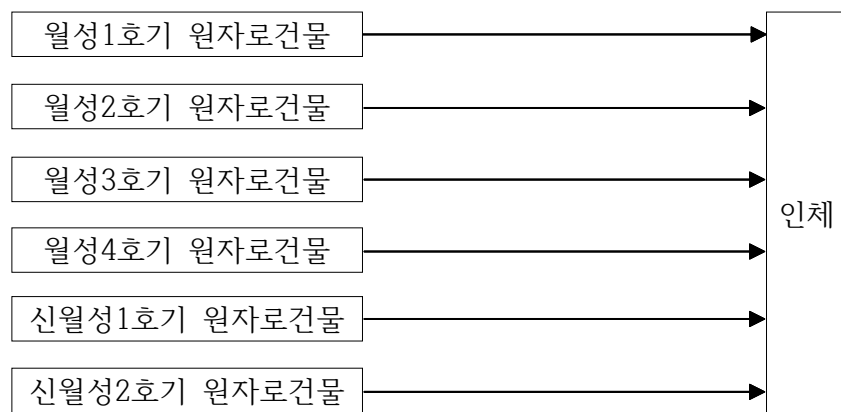 월성1호기 원자로건물
월성2호기 원자로건물
월성3호기 원자로건물
월성4호기 원자로건물
신월성1호기 원자로건물
신월성2호기 원자로건물
인체